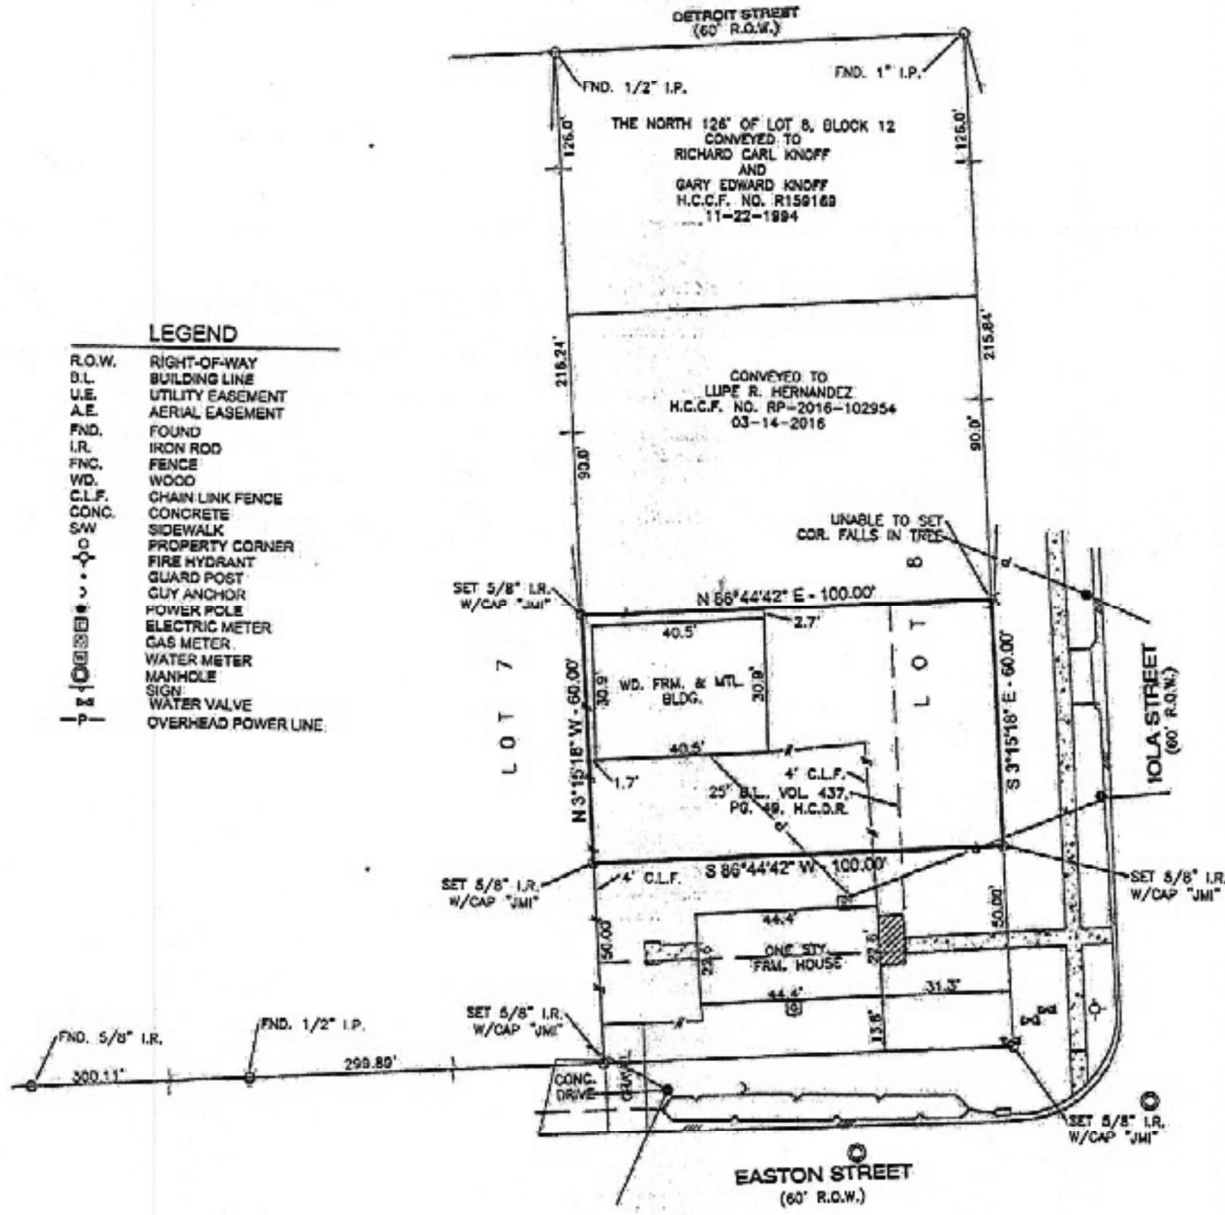 DETROIT STREET
(60' R.O.W.)
FND. 1/2" I.P.
FND. 1" I.P.
126.0'
126.0'
THE NORTH 126' OF LOT 8, BLOCK 12
CONVEYED TO
RICHARD CARL KNOFF
AND
GARY EDWARD KNOFF
H.C.C.F. NO. R159169
11-22-1994
216.24'
215.84'
CONVEYED TO
LUPE R. HERNANDEZ
H.C.C.F. NO. RP-2016-102954
03-14-2016
90.0'
90.0'
LEGEND
R.O.W. RIGHT-OF-WAY
B.L. BUILDING LINE
U.E. UTILITY EASEMENT
A.E. AERIAL EASEMENT
FND. FOUND
I.R. IRON ROD
FNC. FENCE
WD. WOOD
C.L.F. CHAIN LINK FENCE
CONC. CONCRETE
S/W SIDEWALK
PROPERTY CORNER
FIRE HYDRANT
GUARD POST
GUY ANCHOR
POWER POLE
ELECTRIC METER
GAS METER
WATER METER
MANHOLE
SIGN
WATER VALVE
P OVERHEAD POWER LINE
UNABLE TO SET
COR. FALLS IN TREE
P
SET 5/8" I.R.
W/CAP "JMI"
N 86°44'42" E - 100.00'
2.7'
40.5'
30.9'
WD. FRM. & MTL.
BLDG.
30.9'
40.5'
1.7'
LOT 7
LOT 8
N 3°15'18" W - 60.00'
S 3°15'18" E - 60.00'
IOLA STREET
(60' R.O.W.)
4' C.L.F.
25' B.L. VOL. 437,
PG. 49, H.C.D.R.
P
S 86°44'42" W - 100.00'
P
SET 5/8" I.R.
W/CAP "JMI"
4' C.L.F.
SET 5/8" I.R.
W/CAP "JMI"
50.00'
50.00'
44.4'
22.6'
ONE STY.
FRM. HOUSE
44.4'
31.3'
13.8'
SET 5/8" I.R.
W/CAP "JMI"
FND. 5/8" I.R.
FND. 1/2" I.P.
300.11'
299.89'
CONC.
DRIVE
GRAVEL
SET 5/8" I.R.
W/CAP "JMI"
EASTON STREET
(60' R.O.W.)